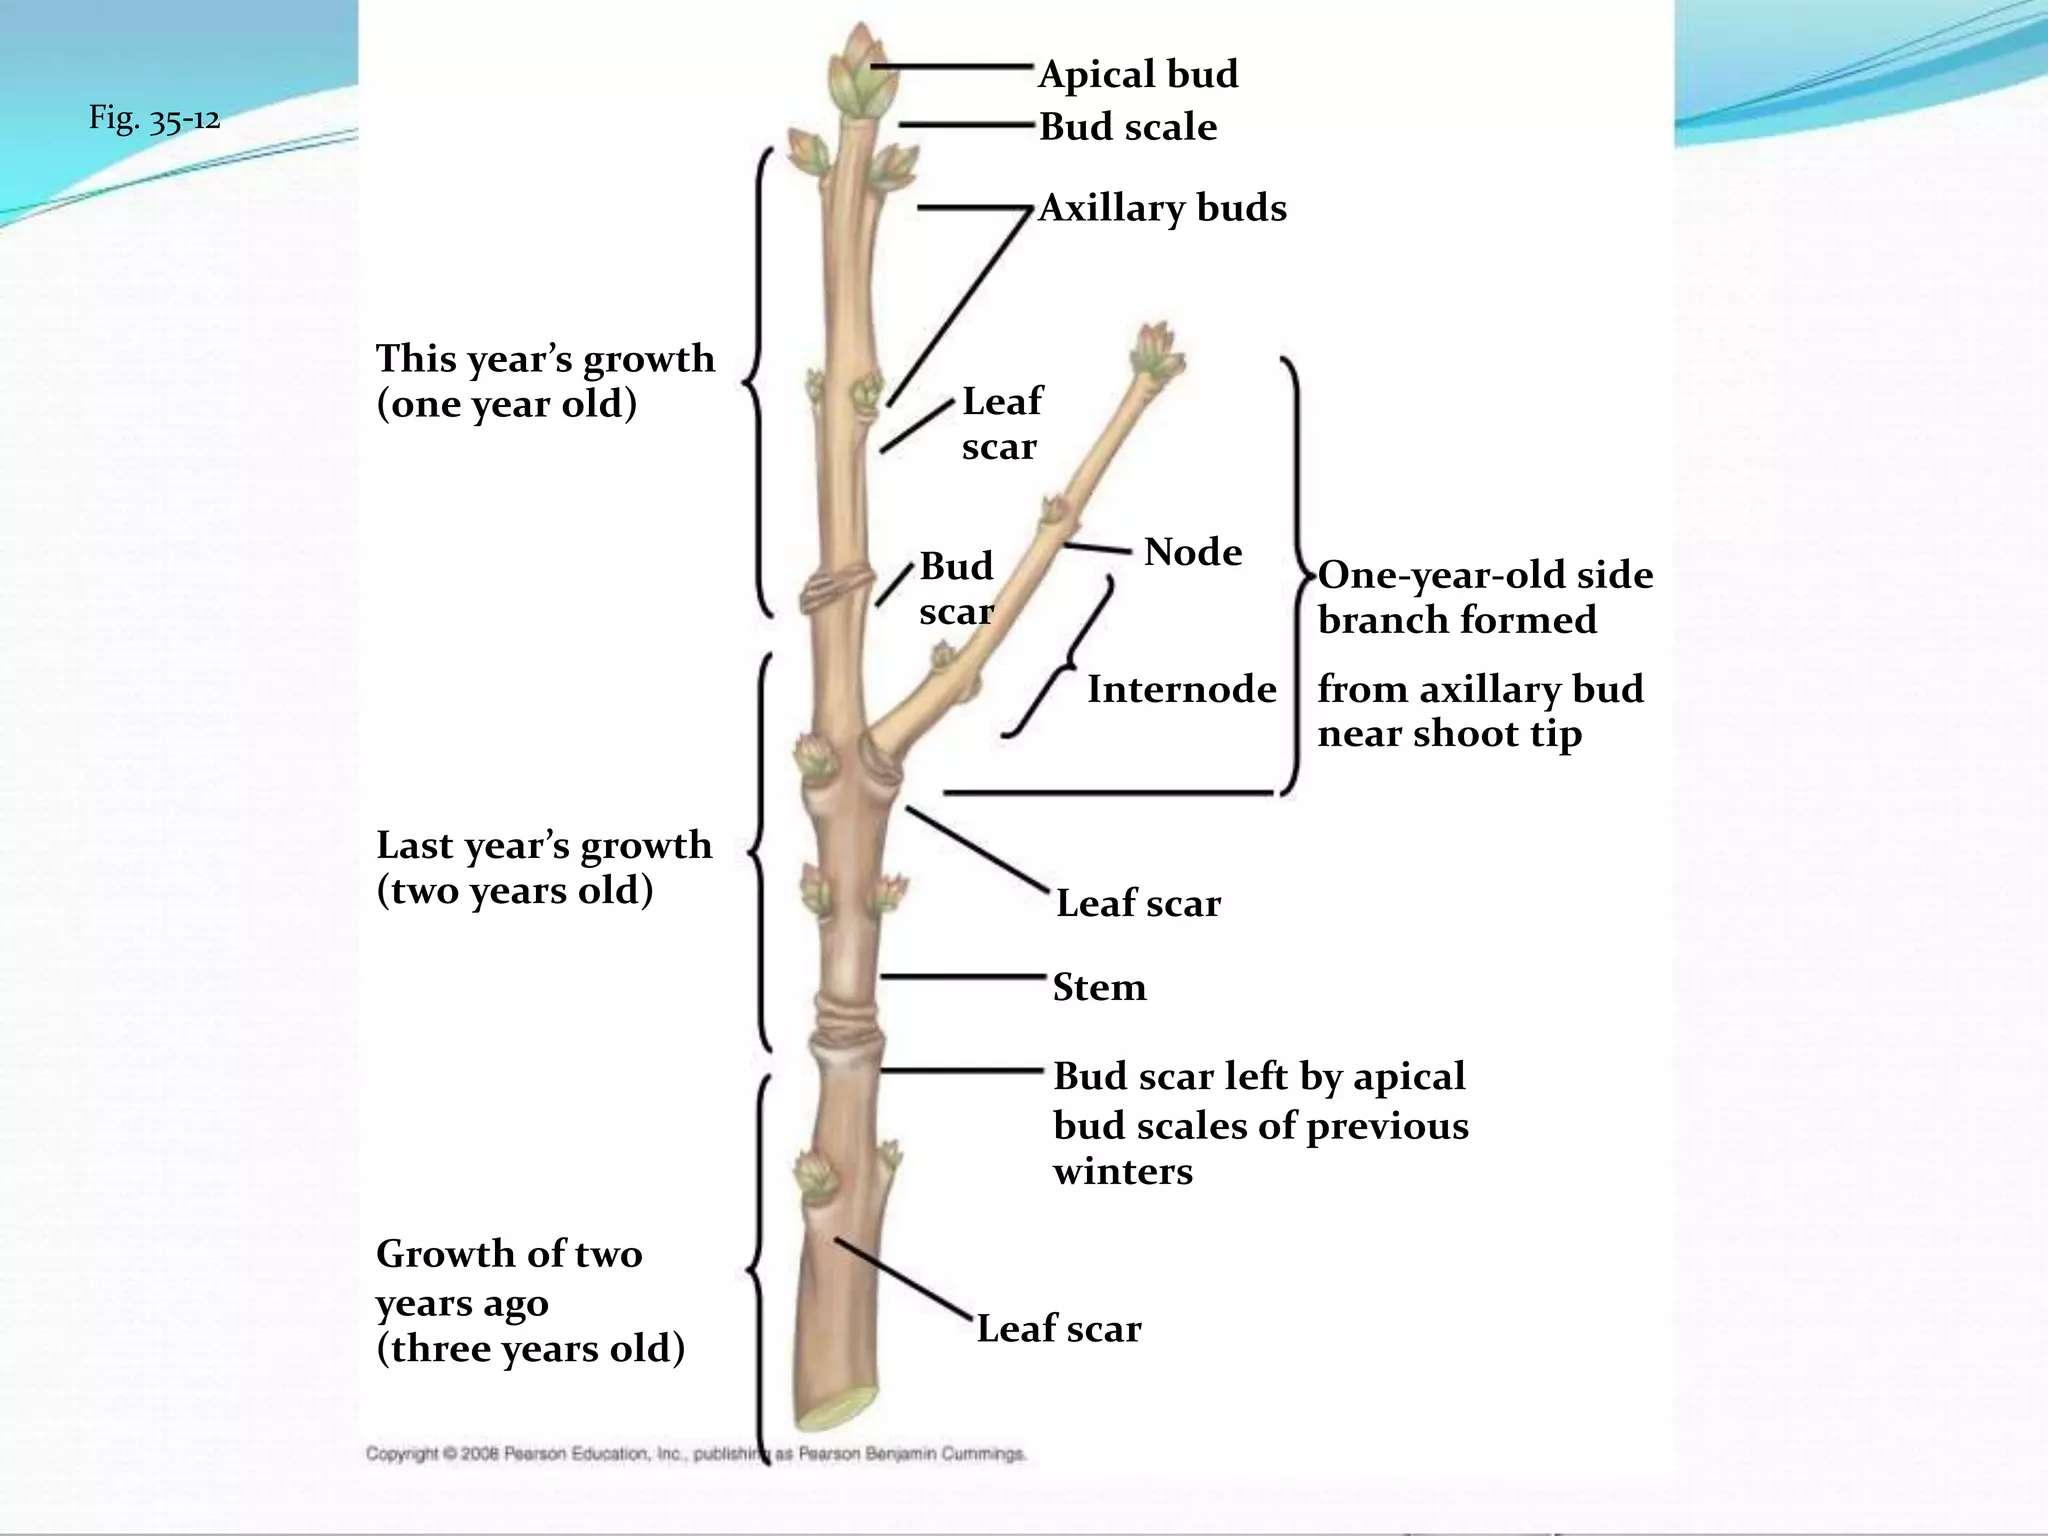 Fig. 35-12
Apical bud
Bud scale
Axillary buds
This year’s growth
(one year old)
Leaf
scar
Bud
scar
Node
Internode
One-year-old side
branch formed
from axillary bud
near shoot tip
Last year’s growth
(two years old)
Leaf scar
Stem
Bud scar left by apical
bud scales of previous
winters
Growth of two
years ago
(three years old)
Leaf scar
Copyright © 2008 Pearson Education, Inc., publishing as Pearson Benjamin Cummings.